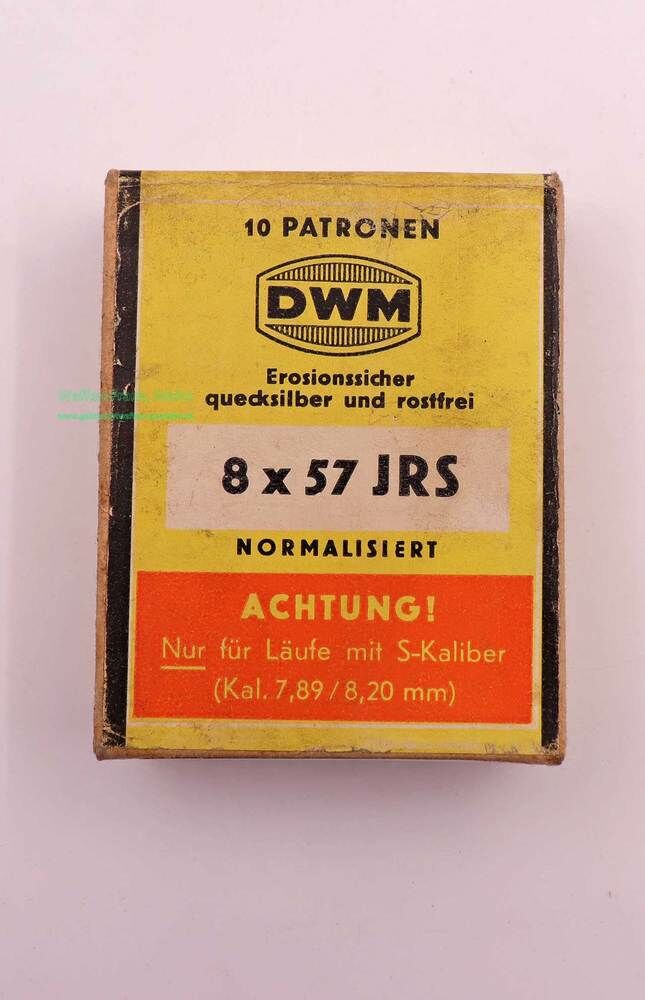 10 PATRONEN
DWM
Erosionssicher
quecksilber und rostfrei
8 x 57 JRS
NORMALISIERT
ACHTUNG!
Nur für Läufe mit S-Kaliber
(Kal. 7,89 / 8,20 mm)